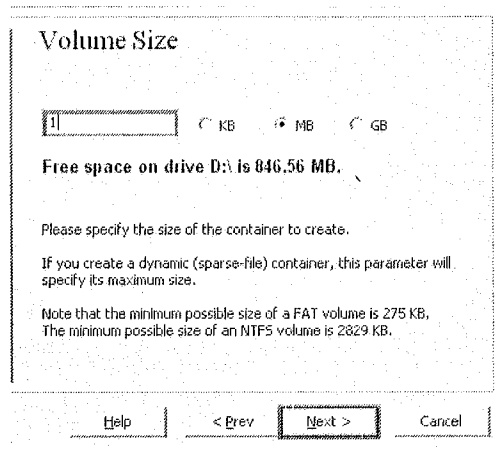 Volume Size
1 KB MB GB
Free space on drive D:\ is 846.56 MB.
Please specify the size of the container to create.
If you create a dynamic (sparse-file) container, this parameter will
specify its maximum size.
Note that the minimum possible size of a FAT volume is 275 KB.
The minimum possible size of an NTFS volume is 2829 KB.
Help < Prev Next > Cancel